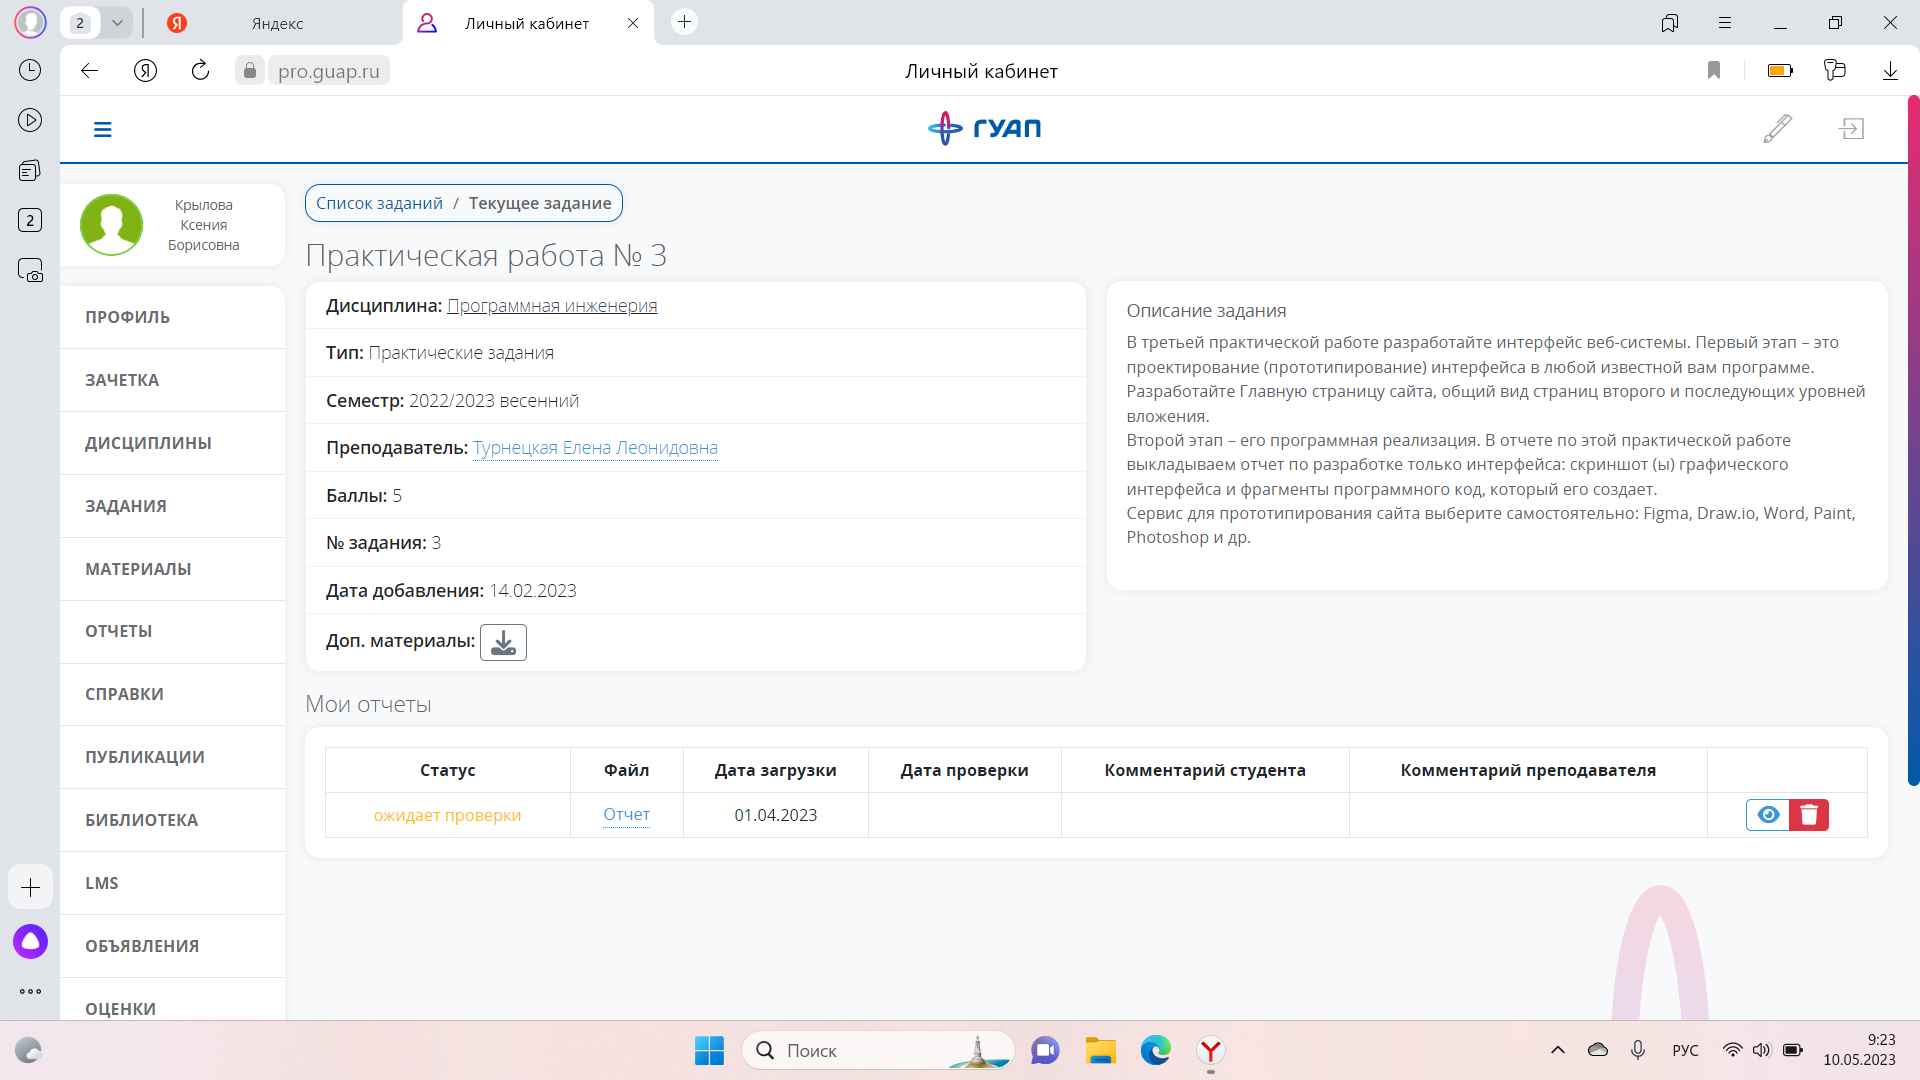 2
Яндекс
Личный кабинет
pro.guap.ru
Личный кабинет
2
ГУАП
Крылова
Ксения
Борисовна
ПРОФИЛЬ
ЗАЧЕТКА
ДИСЦИПЛИНЫ
ЗАДАНИЯ
МАТЕРИАЛЫ
ОТЧЕТЫ
СПРАВКИ
ПУБЛИКАЦИИ
БИБЛИОТЕКА
LMS
ОБЪЯВЛЕНИЯ
ОЦЕНКИ
Список заданий / Текущее задание
Практическая работа № 3
Дисциплина: Программная инженерия
Тип: Практические задания
Семестр: 2022/2023 весенний
Преподаватель: Турнецкая Елена Леонидовна
Баллы: 5
№ задания: 3
Дата добавления: 14.02.2023
Доп. материалы:
Описание задания
В третьей практической работе разработайте интерфейс веб-системы. Первый этап – это
проектирование (прототипирование) интерфейса в любой известной вам программе.
Разработайте Главную страницу сайта, общий вид страниц второго и последующих уровней
вложения.
Второй этап – его программная реализация. В отчете по этой практической работе
выкладываем отчет по разработке только интерфейса: скриншот (ы) графического
интерфейса и фрагменты программного код, который его создает.
Сервис для прототипирования сайта выберите самостоятельно: Figma, Draw.io, Word, Paint,
Photoshop и др.
Мои отчеты
Статус Файл Дата загрузки Дата проверки Комментарий студента Комментарий преподавателя
ожидает проверки Отчет 01.04.2023
Поиск
РУС
9:23
10.05.2023